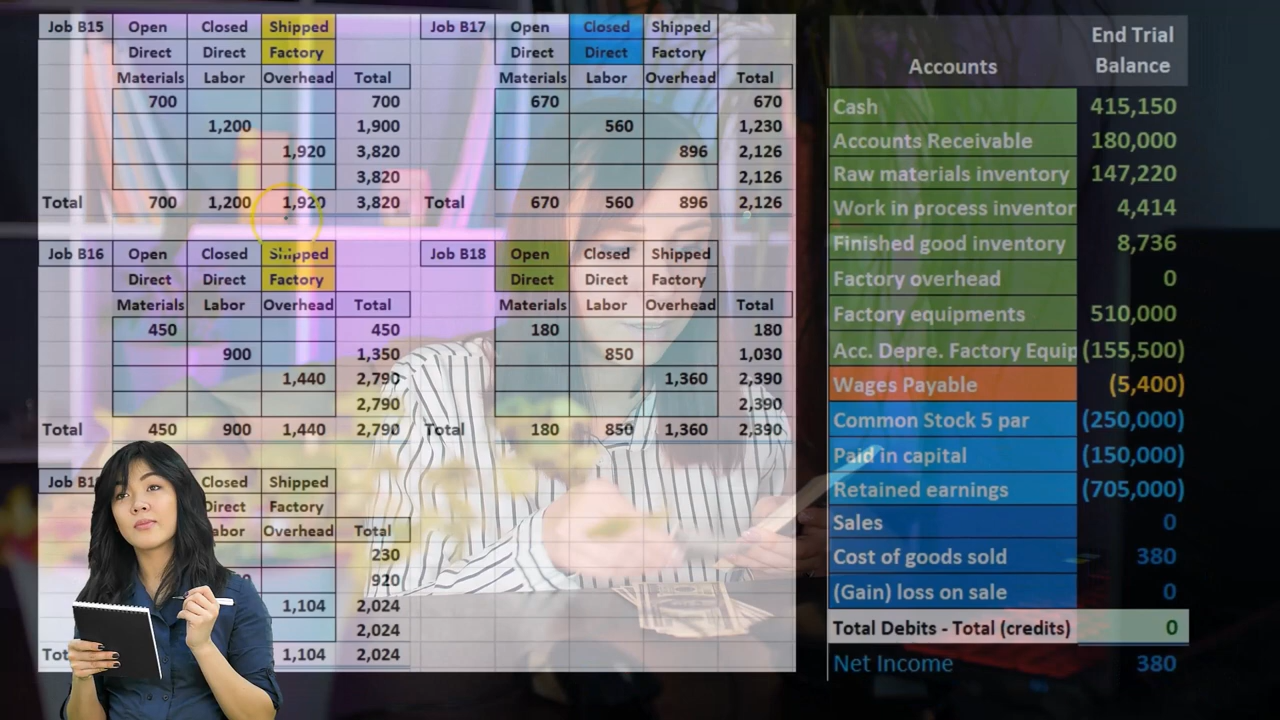 Job B15 Open Closed Shipped
Direct Direct Factory
Materials Labor Overhead Total
700 700
1,200 1,900
1,920 3,820
3,820
Total 700 1,200 1,920 3,820
Job B17 Open Closed Shipped
Direct Direct Factory
Materials Labor Overhead Total
670 670
560 1,230
896 2,126
2,126
Total 670 560 896 2,126
Job B16 Open Closed Shipped
Direct Direct Factory
Materials Labor Overhead Total
450 450
900 1,350
1,440 2,790
2,790
Total 450 900 1,440 2,790
Job B18 Open Closed Shipped
Direct Direct Factory
Materials Labor Overhead Total
180 180
850 1,030
1,360 2,390
2,390
Total 180 850 1,360 2,390
Job Closed Shipped
Direct Factory
Overhead Total
230
920
1,104 2,024
2,024
1,104 2,024
End Trial
Accounts Balance
Cash 415,150
Accounts Receivable 180,000
Raw materials inventory 147,220
Work in process inventor 4,414
Finished good inventory 8,736
Factory overhead 0
Factory equipments 510,000
Acc. Depre. Factory Equip (155,500)
Wages Payable (5,400)
Common Stock 5 par (250,000)
Paid in capital (150,000)
Retained earnings (705,000)
Sales 0
Cost of goods sold 380
(Gain) loss on sale 0
Total Debits - Total (credits) 0
Net Income 380